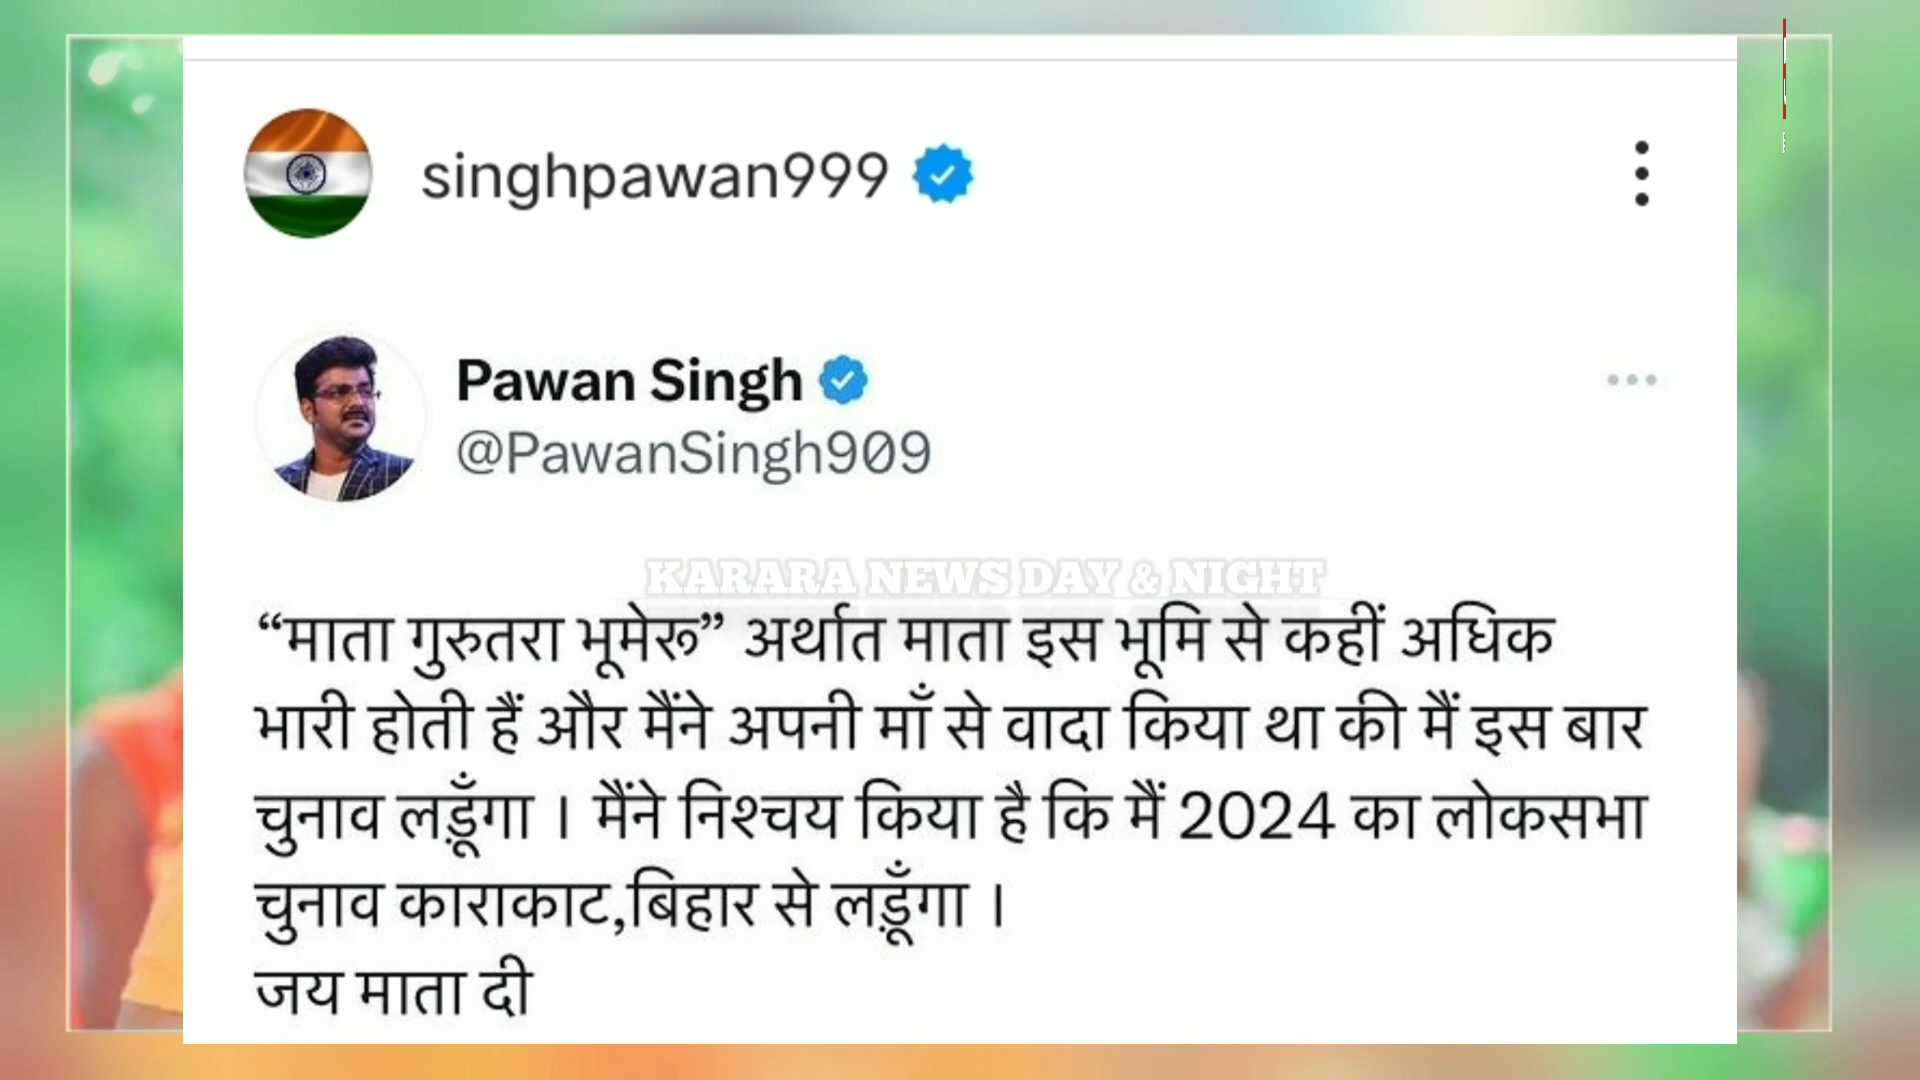 singhpawan999
Pawan Singh
@PawanSingh909
KARARA NEWS DAY & NIGHT
“माता गुरुतरा भूमेरू” अर्थात माता इस भूमि से कहीं अधिक
भारी होती हैं और मैंने अपनी माँ से वादा किया था की मैं इस बार
चुनाव लड़ूँगा । मैंने निश्चय किया है कि मैं 2024 का लोकसभा
चुनाव काराकाट,बिहार से लड़ूँगा ।
जय माता दी